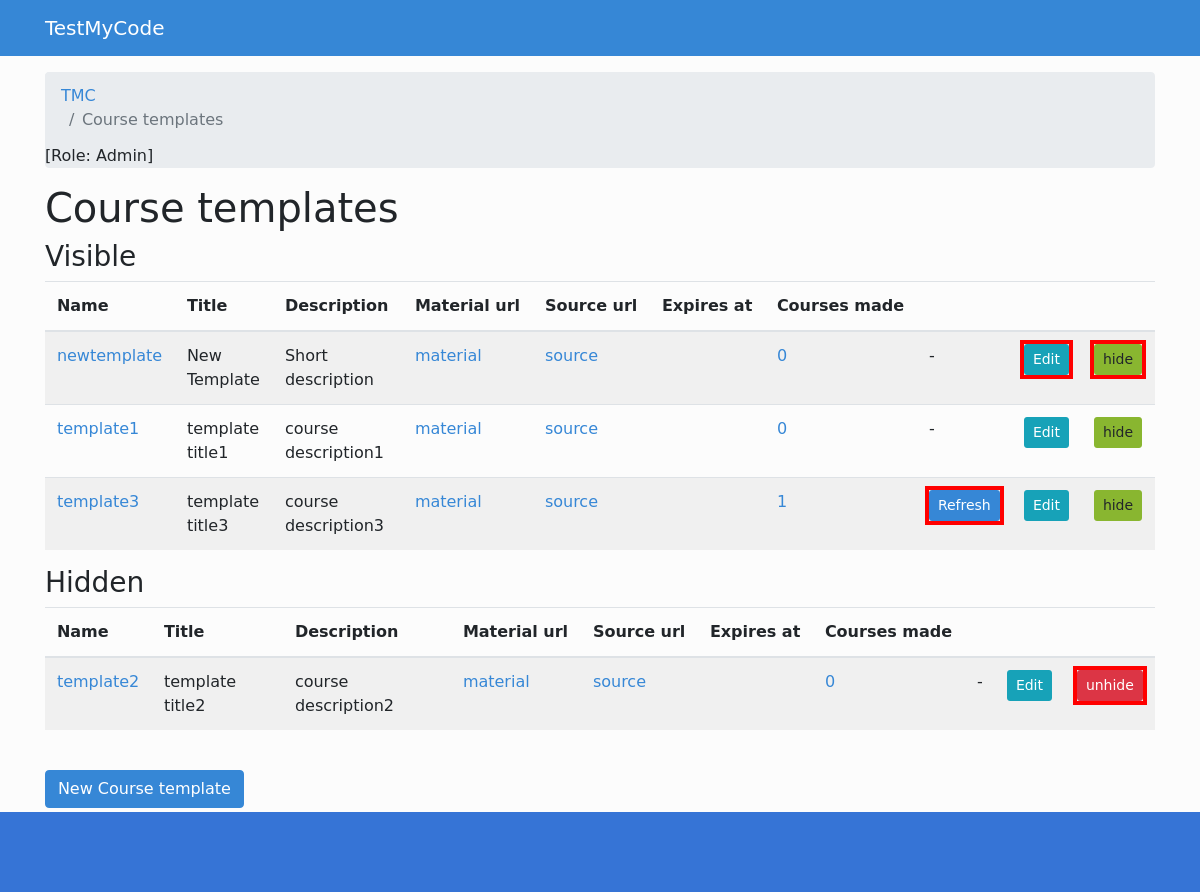 TestMyCode
TMC
/ Course templates
[Role: Admin]
Course templates
Visible
Name Title Description Material url Source url Expires at Courses made
newtemplate New Short material source 0 - Edit hide
Template description
template1 template course material source 0 - Edit hide
title1 description1
template3 template course material source 1 Refresh Edit hide
title3 description3
Hidden
Name Title Description Material url Source url Expires at Courses made
template2 template course material source 0 - Edit unhide
title2 description2
New Course template